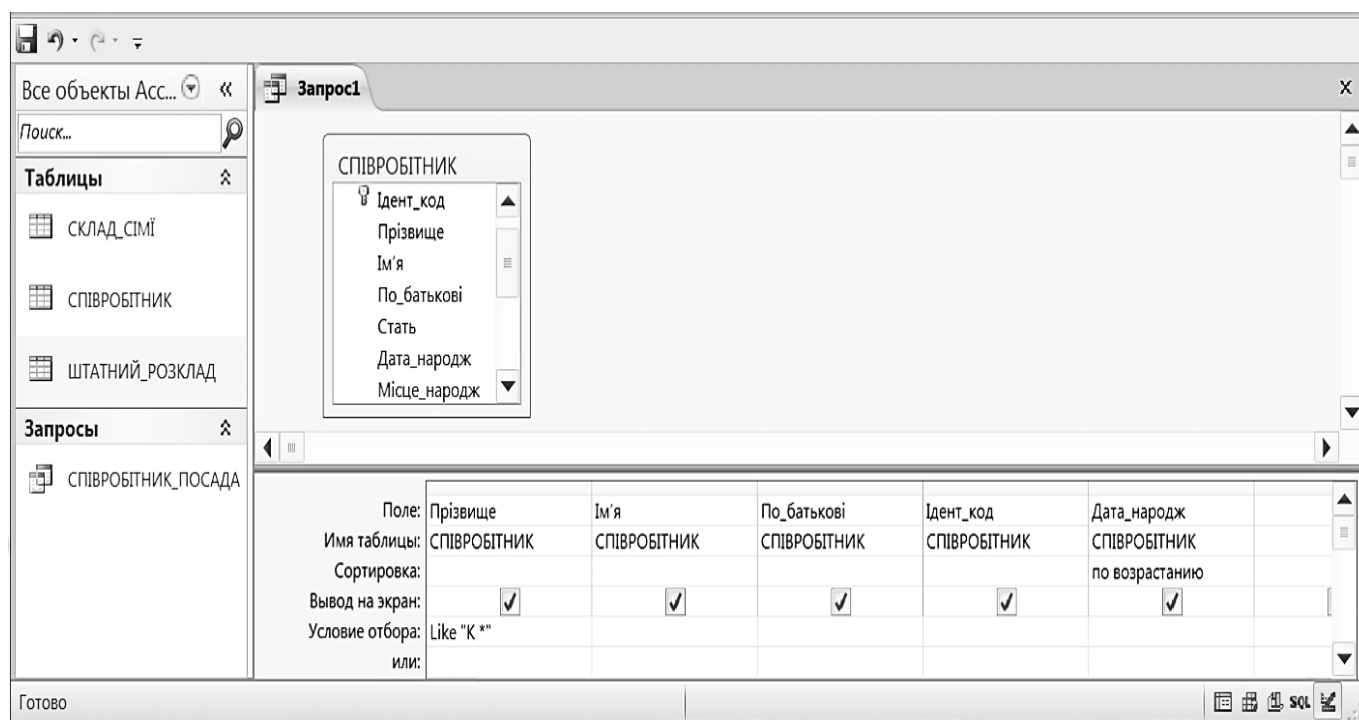 Все объекты Acc...
Поиск...
Таблицы
СКЛАД_СІМЇ
СПІВРОБІТНИК
ШТАТНИЙ_РОЗКЛАД
Запросы
СПІВРОБІТНИК_ПОСАДА
Запрос1
СПІВРОБІТНИК
Ідент_код
Прізвище
Ім'я
По_батькові
Стать
Дата_народж
Місце_народж
Поле: Прізвище Ім'я По_батькові Ідент_код Дата_народж
Имя таблицы: СПІВРОБІТНИК СПІВРОБІТНИК СПІВРОБІТНИК СПІВРОБІТНИК СПІВРОБІТНИК
Сортировка: по возрастанию
Вывод на экран:
Условие отбора: Like "К *"
или:
Готово SQL